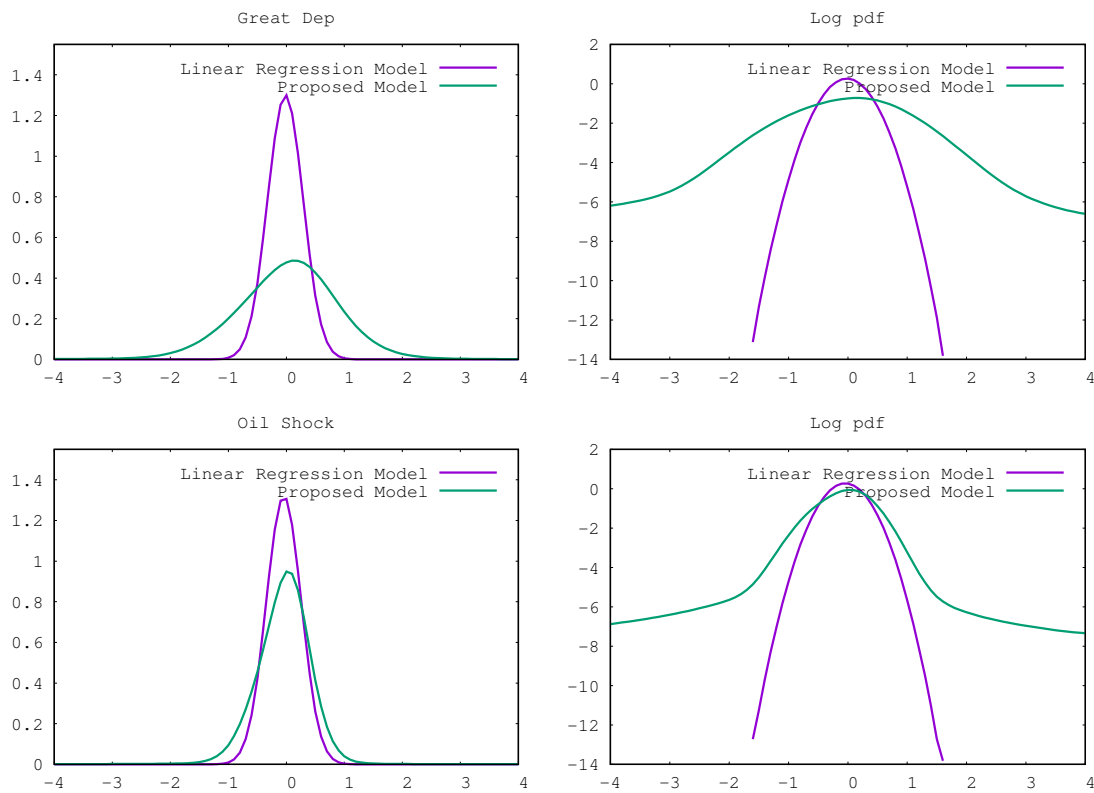 Great Dep
Linear Regression Model
Proposed Model
1.4
1.2
1
0.8
0.6
0.4
0.2
0
−4 −3 −2 −1 0 1 2 3 4
Log pdf
Linear Regression Model
Proposed Model
2
0
−2
−4
−6
−8
−10
−12
−14
−4 −3 −2 −1 0 1 2 3 4
Oil Shock
Linear Regression Model
Proposed Model
1.4
1.2
1
0.8
0.6
0.4
0.2
0
−4 −3 −2 −1 0 1 2 3 4
Log pdf
Linear Regression Model
Proposed Model
2
0
−2
−4
−6
−8
−10
−12
−14
−4 −3 −2 −1 0 1 2 3 4